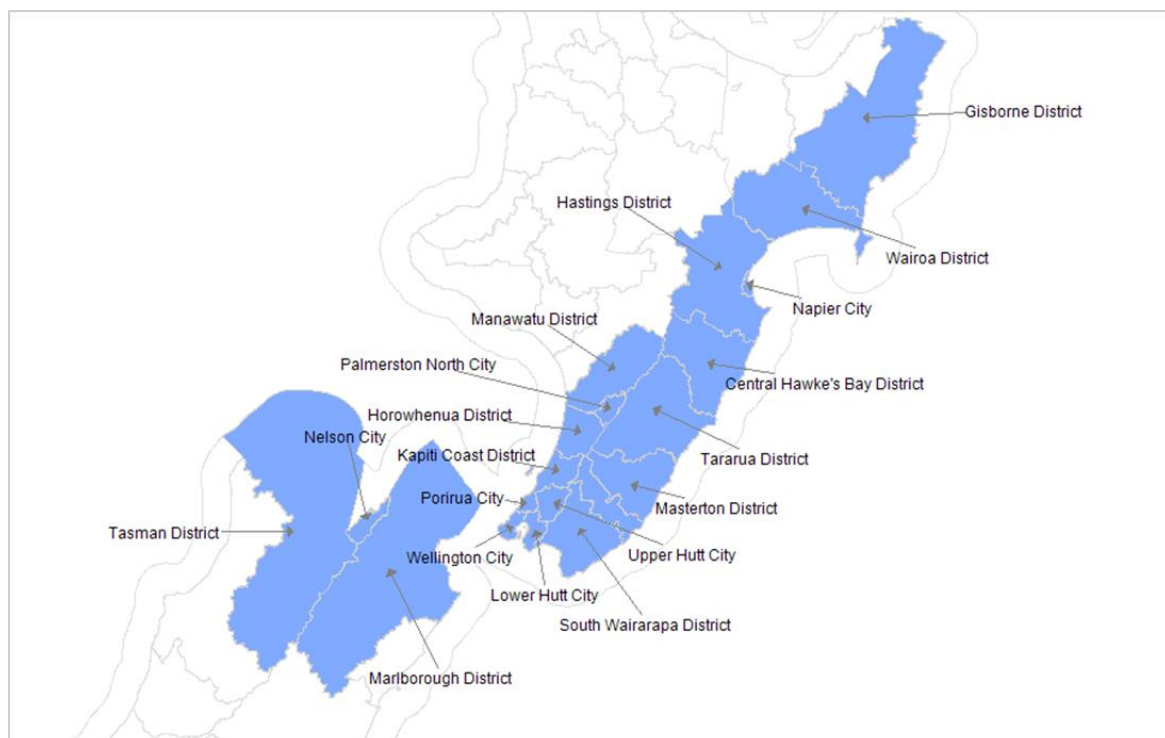 Gisborne District
Hastings District
Wairoa District
Napier City
Manawatu District
Palmerston North City
Central Hawke's Bay District
Horowhenua District
Nelson City
Kapiti Coast District
Tararua District
Porirua City
Masterton District
Tasman District
Wellington City
Upper Hutt City
Lower Hutt City
South Wairarapa District
Marlborough District